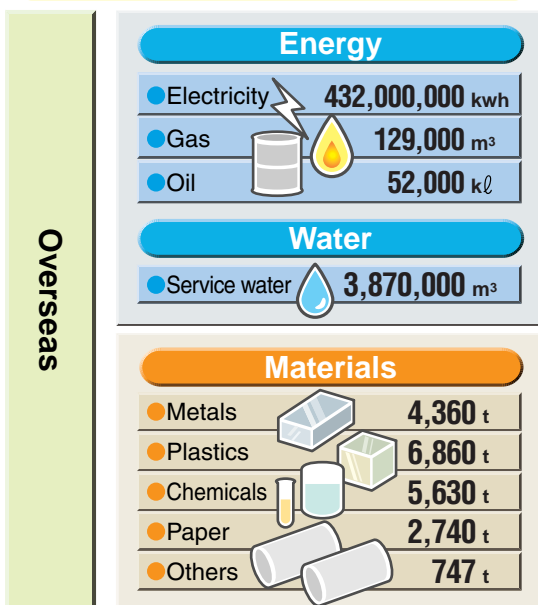 Overseas
Energy
●Electricity 432,000,000 kwh
●Gas 129,000 m³
●Oil 52,000 kℓ
Water
●Service water 3,870,000 m³
Materials
●Metals 4,360 t
●Plastics 6,860 t
●Chemicals 5,630 t
●Paper 2,740 t
●Others 747 t